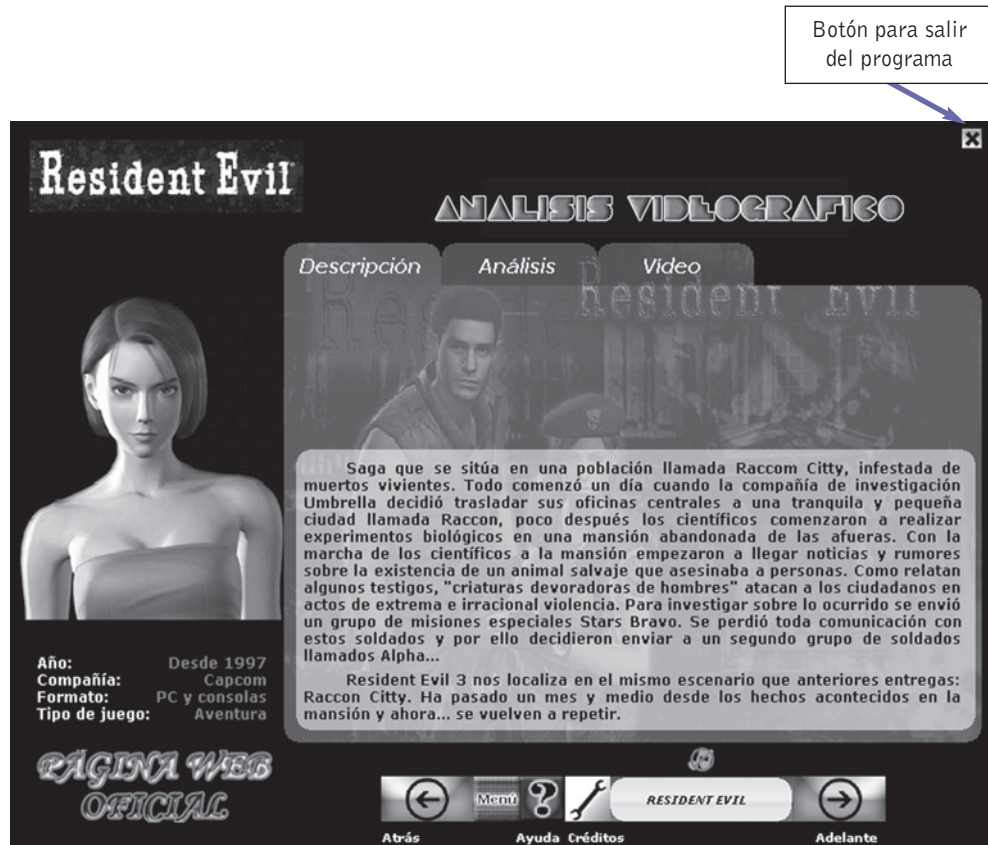 Botón para salir
del programa
Resident Evil
ANALISIS VIDEOGRAFICO
Descripción Análisis Vídeo
Resident Evil
Saga que se sitúa en una población llamada Raccom Citty, infestada de
muertos vivientes. Todo comenzó un día cuando la compañía de investigación
Umbrella decidió trasladar sus oficinas centrales a una tranquila y pequeña
ciudad llamada Raccon, poco después los científicos comenzaron a realizar
experimentos biológicos en una mansión abandonada de las afueras. Con la
marcha de los científicos a la mansión empezaron a llegar noticias y rumores
sobre la existencia de un animal salvaje que asesinaba a personas. Como relatan
algunos testigos, "criaturas devoradoras de hombres" atacan a los ciudadanos en
actos de extrema e irracional violencia. Para investigar sobre lo ocurrido se envió
un grupo de misiones especiales Stars Bravo. Se perdió toda comunicación con
estos soldados y por ello decidieron enviar a un segundo grupo de soldados
llamados Alpha...
Resident Evil 3 nos localiza en el mismo escenario que anteriores entregas:
Raccon Citty. Ha pasado un mes y medio desde los hechos acontecidos en la
mansión y ahora... se vuelven a repetir.
Año: Desde 1997
Compañía: Capcom
Formato: PC y consolas
Tipo de juego: Aventura
PÁGINA WEB
OFICIAL
Menú ? RESIDENT EVIL
Atrás Ayuda Créditos Adelante